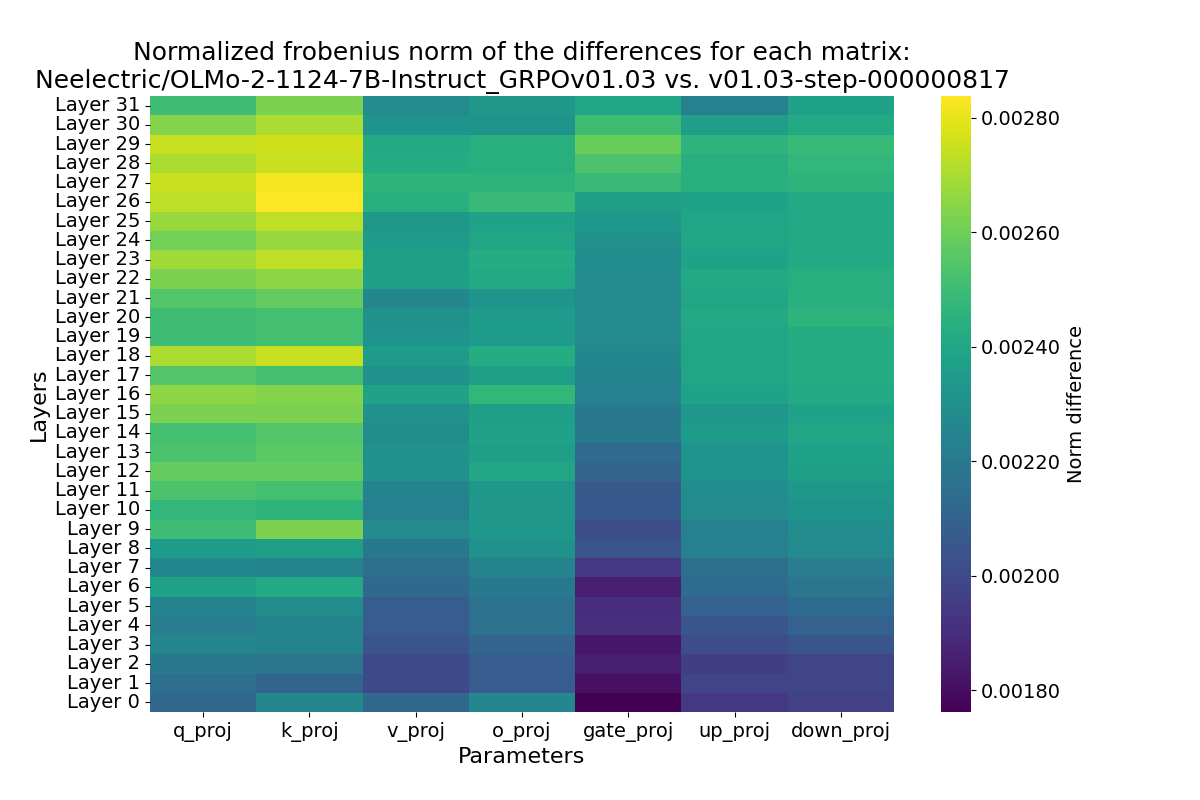 Normalized frobenius norm of the differences for each matrix:
Neelectric/OLMo-2-1124-7B-Instruct_GRPOv01.03 vs. v01.03-step-000000817
Layers
Layer 31
Layer 30
Layer 29
Layer 28
Layer 27
Layer 26
Layer 25
Layer 24
Layer 23
Layer 22
Layer 21
Layer 20
Layer 19
Layer 18
Layer 17
Layer 16
Layer 15
Layer 14
Layer 13
Layer 12
Layer 11
Layer 10
Layer 9
Layer 8
Layer 7
Layer 6
Layer 5
Layer 4
Layer 3
Layer 2
Layer 1
Layer 0
q_proj k_proj v_proj o_proj gate_proj up_proj down_proj
Parameters
0.00280
0.00260
0.00240
0.00220
0.00200
0.00180
Norm difference